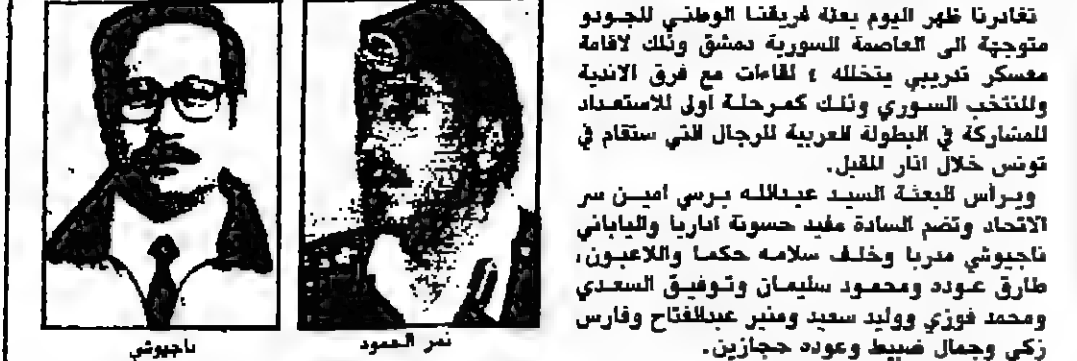 تغادرنا ظهر اليوم بعثة فريقنا الوطني للجودو
متوجهة الى العاصمة السورية دمشق وذلك لاقامة
معسكر تدريبي يتخلله ٤ لقاءات مع فرق الاندية
وللمنتخب السوري وذلك كمرحلة اولى للاستعداد
للمشاركة في البطولة العربية للرجال التي ستقام في
تونس خلال اذار المقبل.
ويرأس البعثة السيد عبدالله برسي امين سر
الاتحاد وتضم السادة مفيد حسونة اداريا والياباني
ناجيوشي مدربا وخلف سلامه حكما واللاعبون،
طارق عوده ومحمود سليمان وتوفيق السعدي
ومحمد فوزي ووليد سعيد ومنير عبدالفتاح وفارس
زكي وجمال ضبيط وعوده حجازين.
نمر الحمود
ناجيوشي